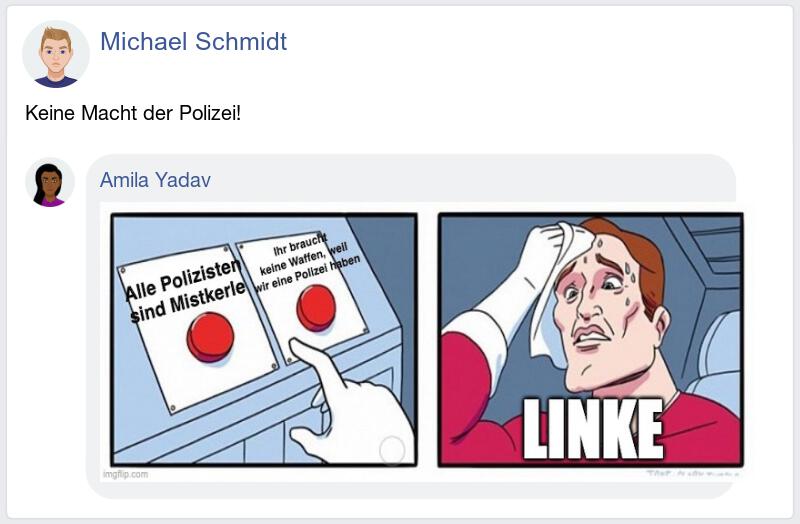 Michael Schmidt
Keine Macht der Polizei!
Amila Yadav
Alle Polizisten
sind Mistkerle
Ihr braucht
keine Waffen, weil
wir eine Polizei haben
LINKE
imgflip.com